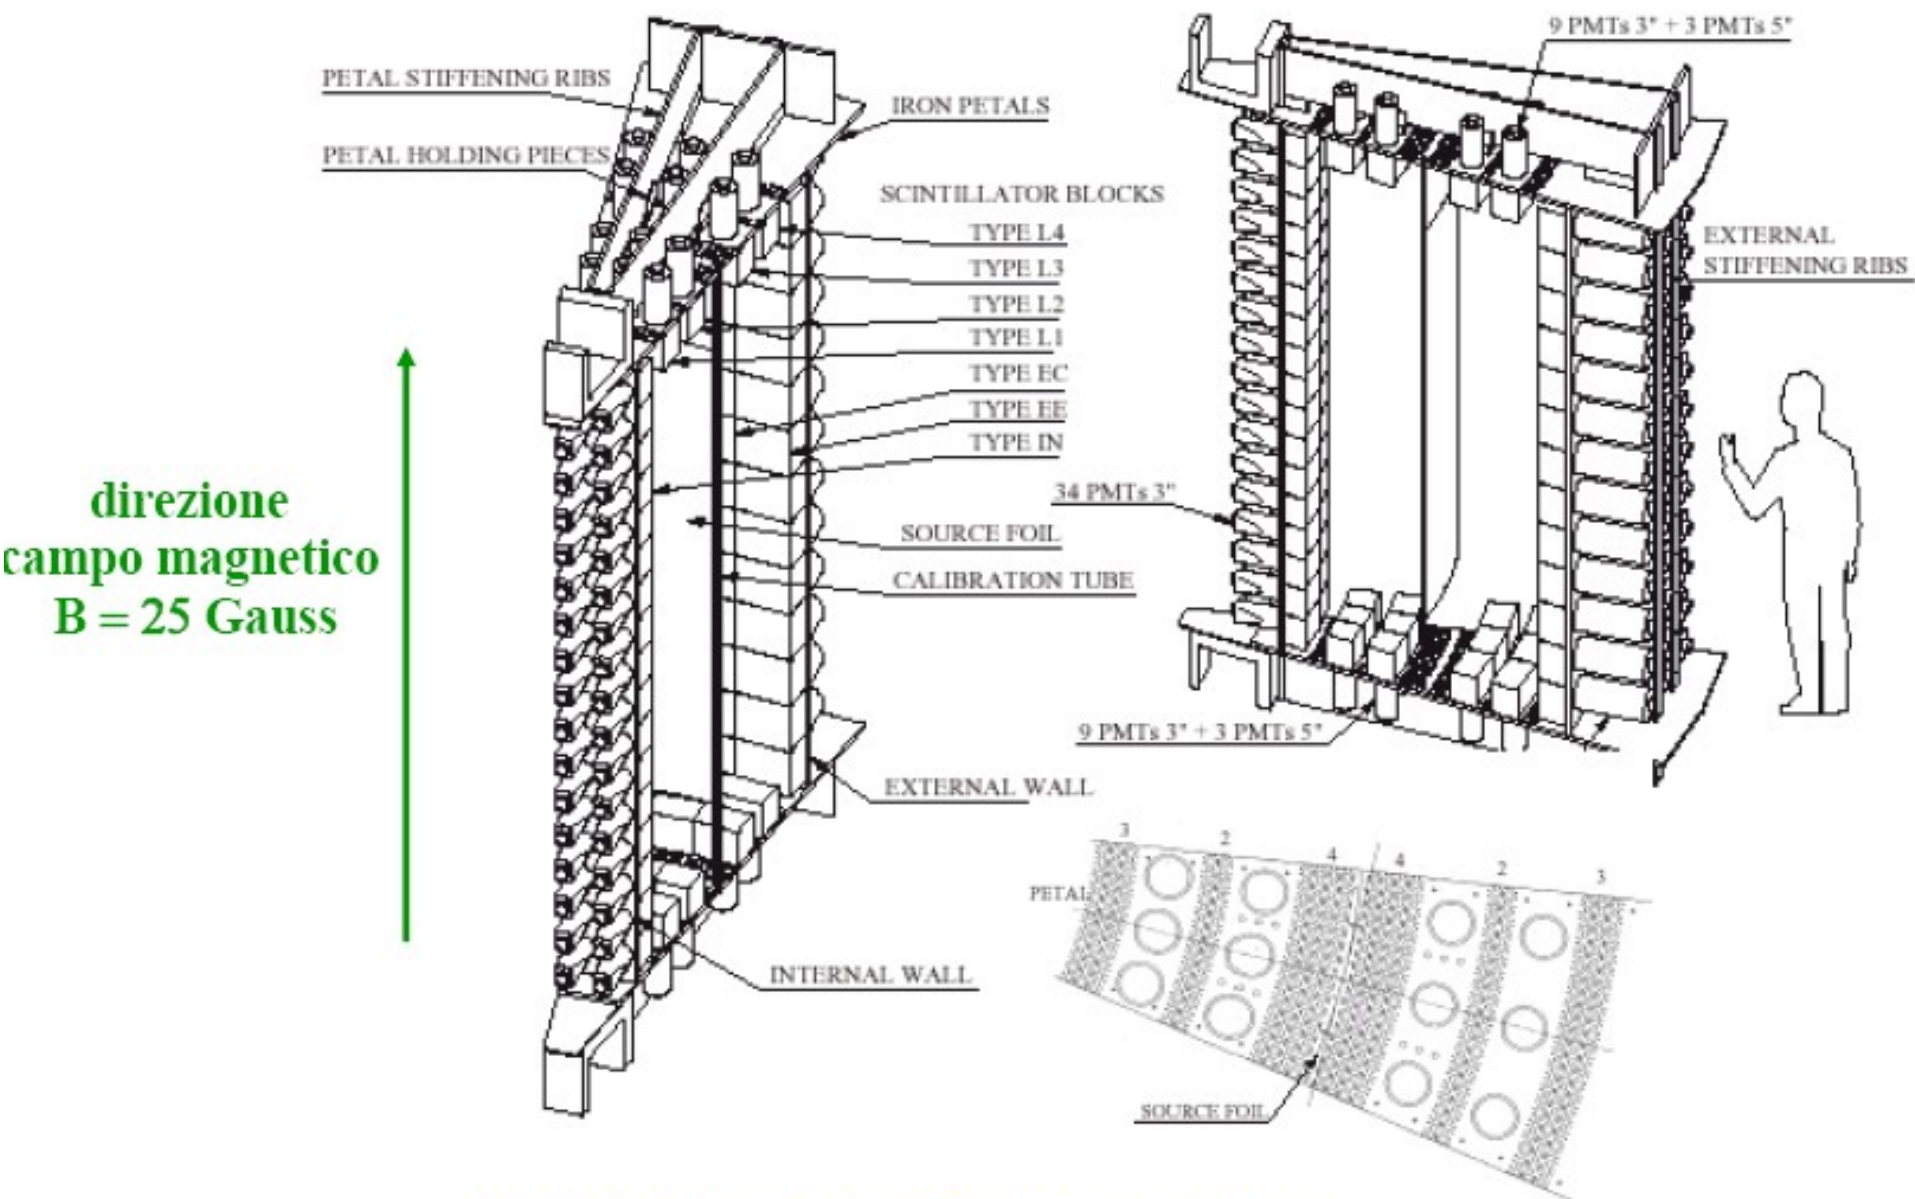 PETAL STIFFENING RIBS
PETAL HOLDING PIECES
IRON PETALS
SCINTILLATOR BLOCKS
TYPE L4
TYPE L3
TYPE L2
TYPE L1
TYPE EC
TYPE EE
TYPE IN
SOURCE FOIL
CALIBRATION TUBE
EXTERNAL WALL
INTERNAL WALL
direzione
campo magnetico
B = 25 Gauss
9 PMTs 3" + 3 PMTs 5"
EXTERNAL
STIFFENING RIBS
34 PMTs 3"
9 PMTs 3" + 3 PMTs 5"
3 2 4 4 2 3
PETAL
SOURCE FOIL